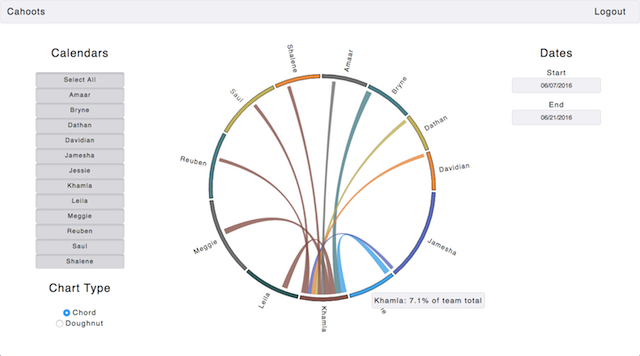 Cahoots
Logout
Calendars
Select All
Amaar
Bryne
Dathan
Davidian
Jamesha
Jessie
Khamla
Leila
Meggie
Reuben
Saul
Shalene
Chart Type
Chord
Doughnut
Amaar
Bryne
Dathan
Davidian
Jamesha
Khamla
Leila
Meggie
Reuben
Saul
Shalene
Khamla: 7.1% of team total
Dates
Start
06/07/2016
End
06/21/2016